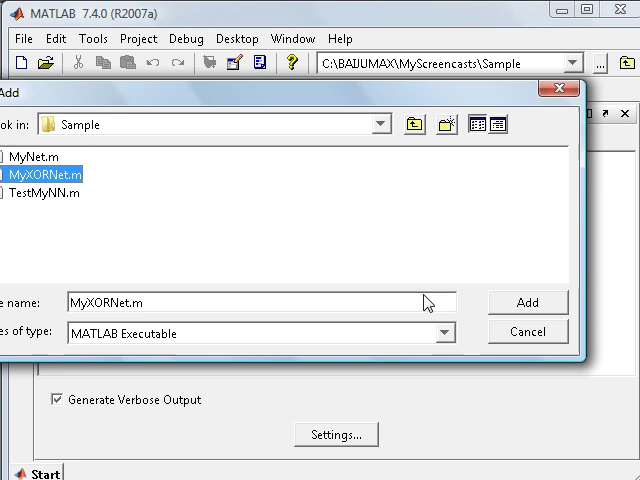 MATLAB 7.4.0 (R2007a)
File Edit Tools Project Debug Desktop Window Help
C:\BAIJUMAX\MyScreencasts\Sample
...
Add
ok in: Sample
MyNet.m
MyXORNet.m
TestMyNN.m
e name: MyXORNet.m Add
es of type: MATLAB Executable Cancel
Generate Verbose Output
Settings...
Start